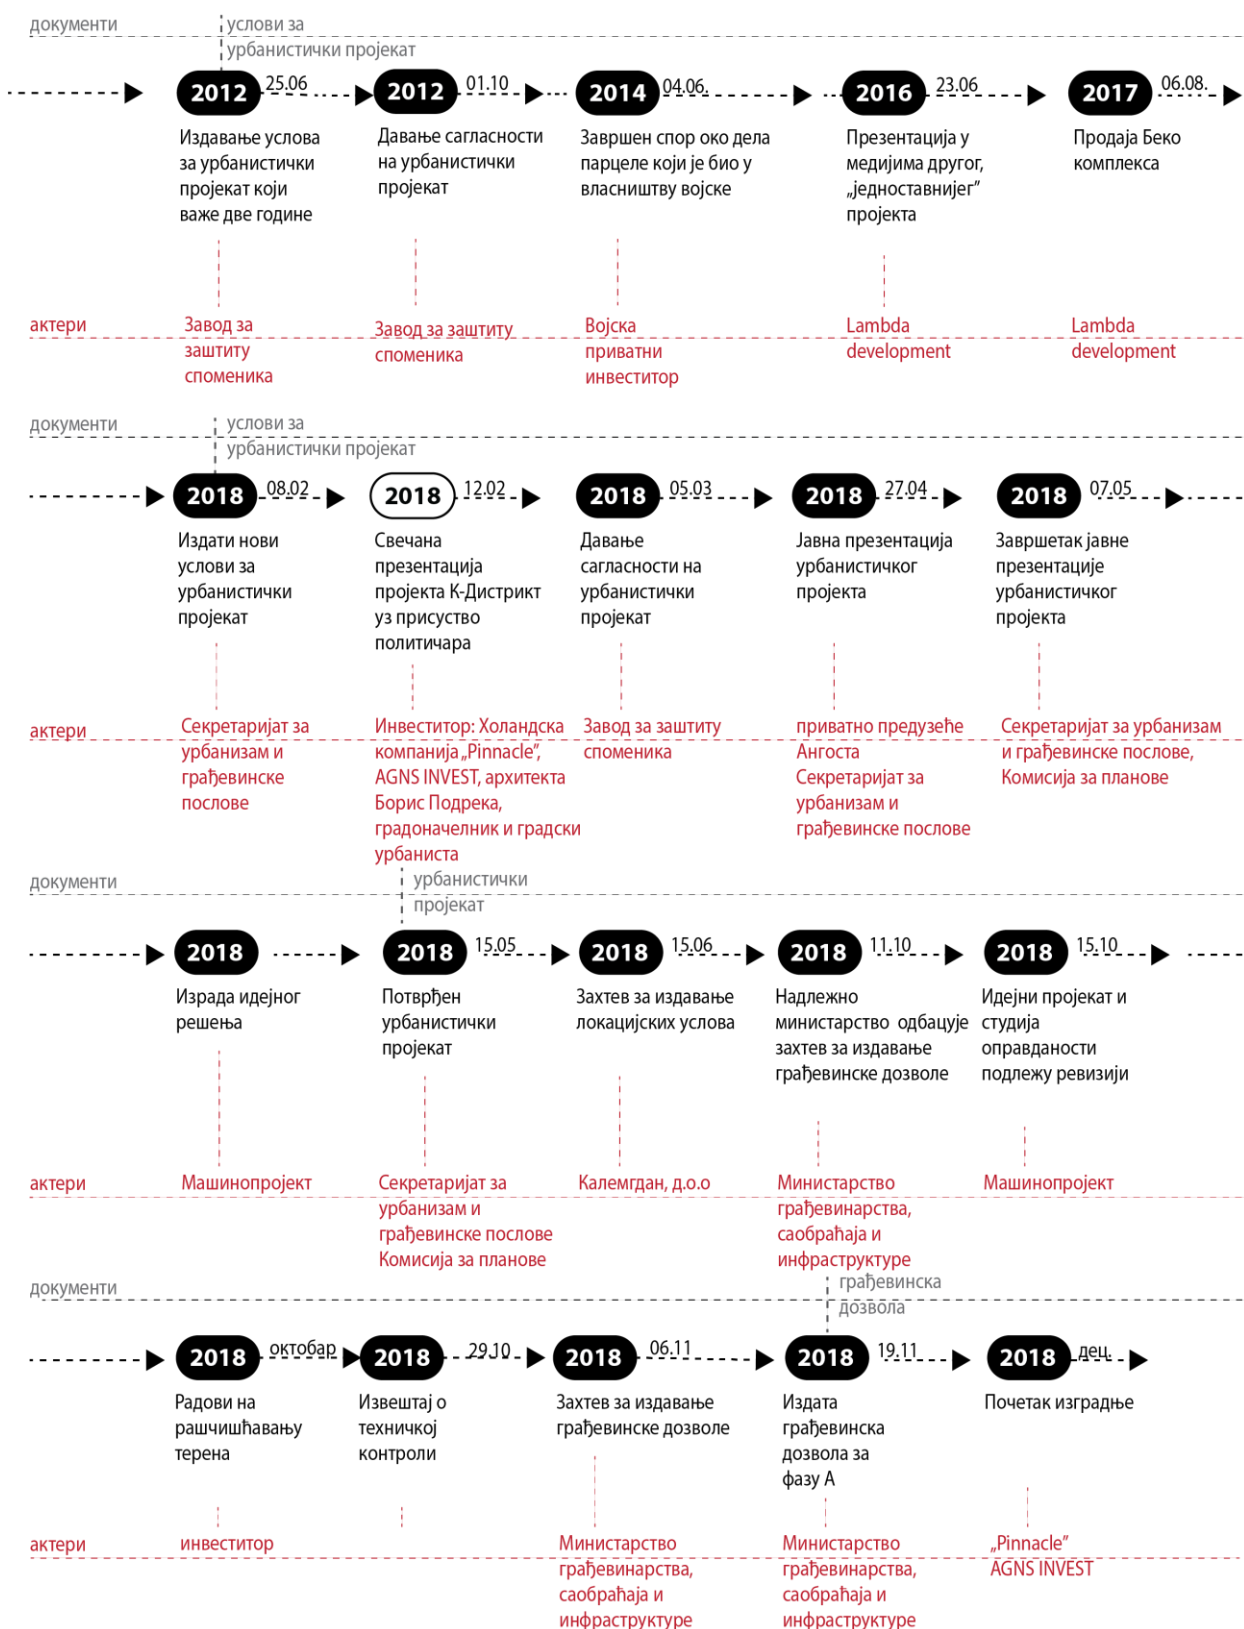 документи
услови за
урбанистички пројекат
2012
25.06
2012
01.10
2014
04.06.
2016
23.06
2017
06.08.
Издавање услова
за урбанистички
пројекат који
важе две године
Давање сагласности
на урбанистички
пројекат
Завршен спор око дела
парцеле који је био у
власништву војске
Презентација у
медијима другог,
„једноставнијег”
пројекта
Продаја Беко
комплекса
актери
Завод за
заштиту
споменика
Завод за заштиту
споменика
Војска
приватни
инвеститор
Lambda
development
Lambda
development
документи
услови за
урбанистички пројекат
2018
08.02
2018
12.02
2018
05.03
2018
27.04
2018
07.05
Издати нови
услови за
урбанистички
пројекат
Свечана
презентација
пројекта К-Дистрикт
уз присуство
политичара
Давање
сагласности на
урбанистички
пројекат
Јавна презентација
урбанистичког
пројекта
Завршетак јавне
презентације
урбанистичког
пројекта
актери
Секретаријат за
урбанизам и
грађевинске
послове
Инвеститор: Холандска
компанија „Pinnacle”,
AGNS INVEST, архитекта
Борис Подрека,
градоначелник и градски
урбаниста
Завод за заштиту
споменика
приватно предузеће
Ангоста
Секретаријат за
урбанизам и
грађевинске послове
Секретаријат за урбанизам
и грађевинске послове,
Комисија за планове
документи
урбанистички
пројекат
2018
2018
15.05
2018
15.06
2018
11.10
2018
15.10
Израда идејног
решења
Потврђен
урбанистички
пројекат
Захтев за издавање
локацијских услова
Надлежно
министарство одбацује
захтев за издавање
грађевинске дозволе
Идејни пројекат и
студија
оправданости
подлежу ревизији
актери
Машинопројект
Секретаријат за
урбанизам и
грађевинске послове
Комисија за планове
Калемгдан, д.о.о
Министарство
грађевинарства,
саобраћаја и
инфраструктуре
Машинопројект
документи
грађевинска
дозвола
2018
октобар
2018
29.10
2018
06.11
2018
19.11
2018
дец.
Радови на
рашчишћавању
терена
Извештај о
техничкој
контроли
Захтев за издавање
грађевинске дозволе
Издата
грађевинска
дозвола за
фазу А
Почетак изградње
актери
инвеститор
Министарство
грађевинарства,
саобраћаја и
инфраструктуре
Министарство
грађевинарства,
саобраћаја и
инфраструктуре
„Pinnacle”
AGNS INVEST